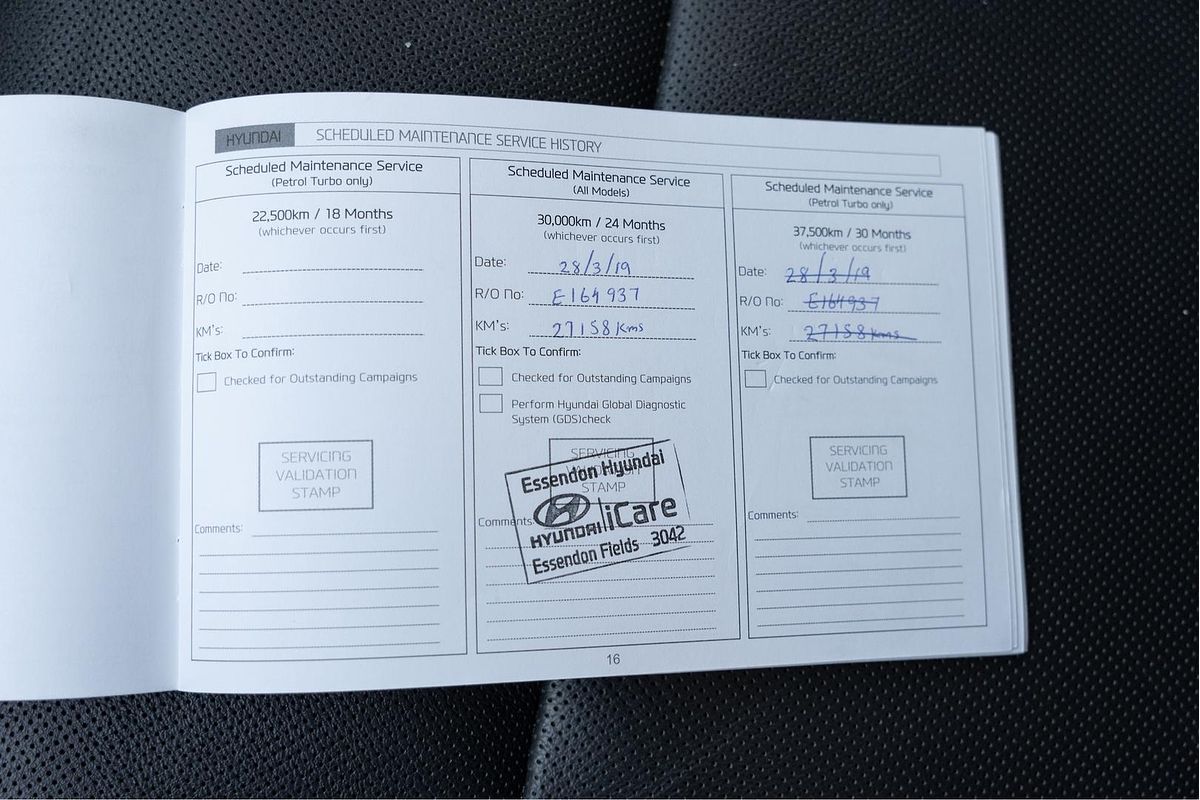 HYUNDAI SCHEDULED MAINTENANCE SERVICE HISTORY
Scheduled Maintenance Service
(Petrol Turbo only)
22,500km / 18 Months
(whichever occurs first)
Date:
R/O No:
KM's:
Tick Box To Confirm:
Checked for Outstanding Campaigns
SERVICING
VALIDATION
STAMP
Comments:
Scheduled Maintenance Service
(All Models)
30,000km / 24 Months
(whichever occurs first)
Date: 28/3/19
R/O No: E164937
KM's: 27158 Kms
Tick Box To Confirm:
Checked for Outstanding Campaigns
Perform Hyundai Global Diagnostic
System (GDS)check
SERVICING
VALIDATION
STAMP
Essendon Hyundai
HYUNDAI iCare
Essendon Fields 3042
Comments:
Scheduled Maintenance Service
(Petrol Turbo only)
37,500km / 30 Months
(whichever occurs first)
Date: 28/3/19
R/O No: E164937
KM's: 27158 Kms
Tick Box To Confirm:
Checked for Outstanding Campaigns
SERVICING
VALIDATION
STAMP
Comments:
16